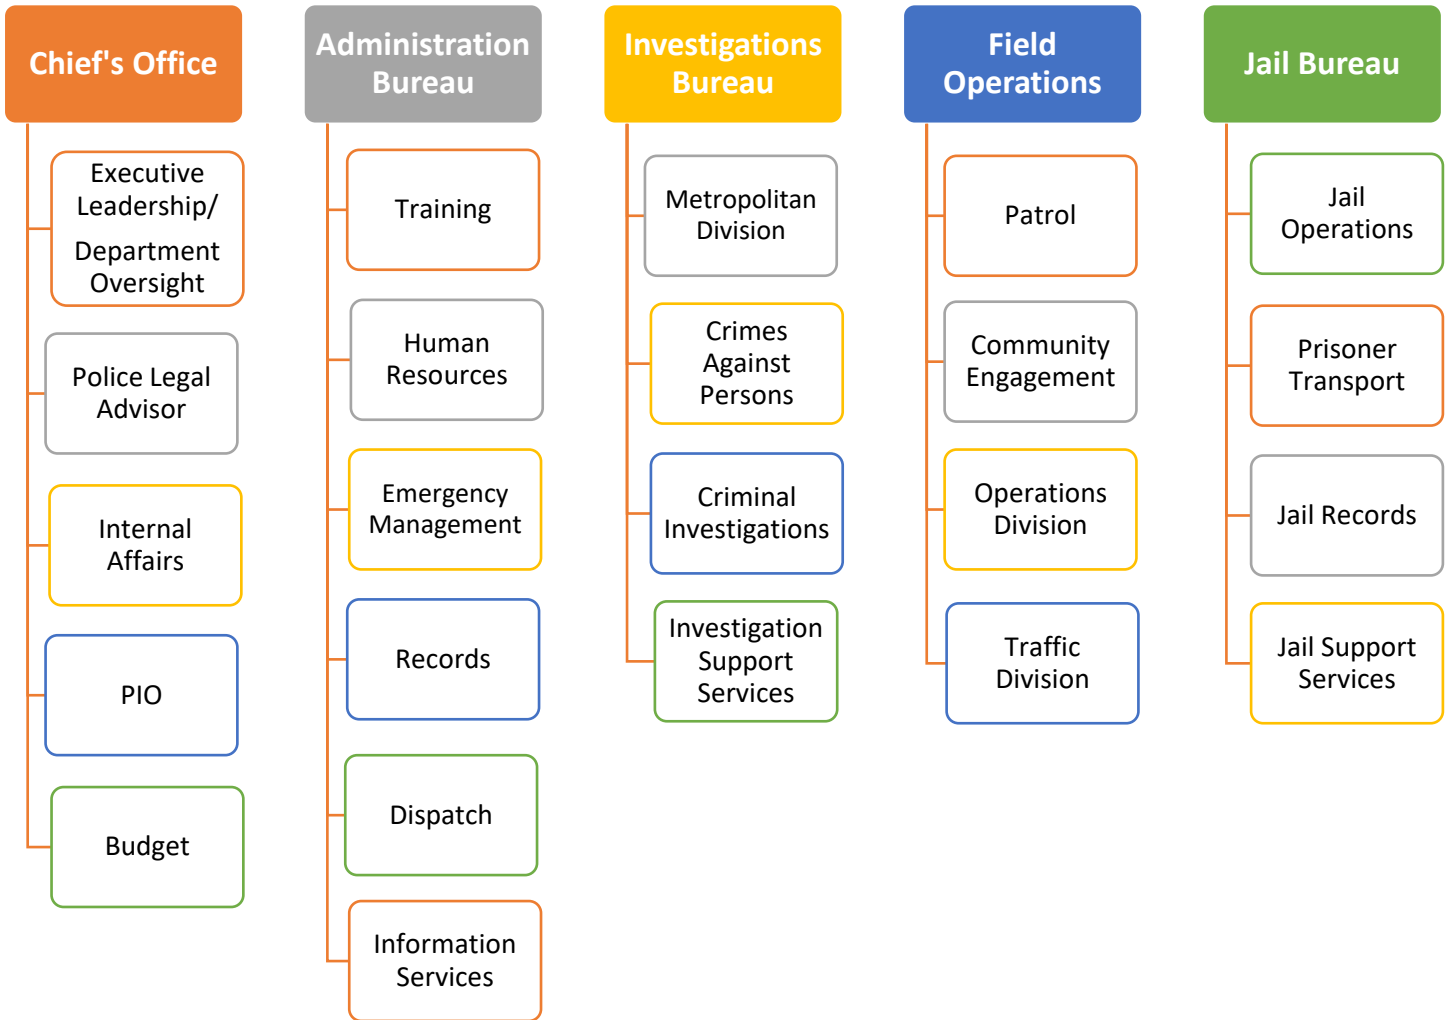 Chief's Office
Executive
Leadership/
Department
Oversight
Police Legal
Advisor
Internal
Affairs
PIO
Budget
Administration
Bureau
Training
Human
Resources
Emergency
Management
Records
Dispatch
Information
Services
Investigations
Bureau
Metropolitan
Division
Crimes
Against
Persons
Criminal
Investigations
Investigation
Support
Services
Field
Operations
Patrol
Community
Engagement
Operations
Division
Traffic
Division
Jail Bureau
Jail
Operations
Prisoner
Transport
Jail Records
Jail Support
Services